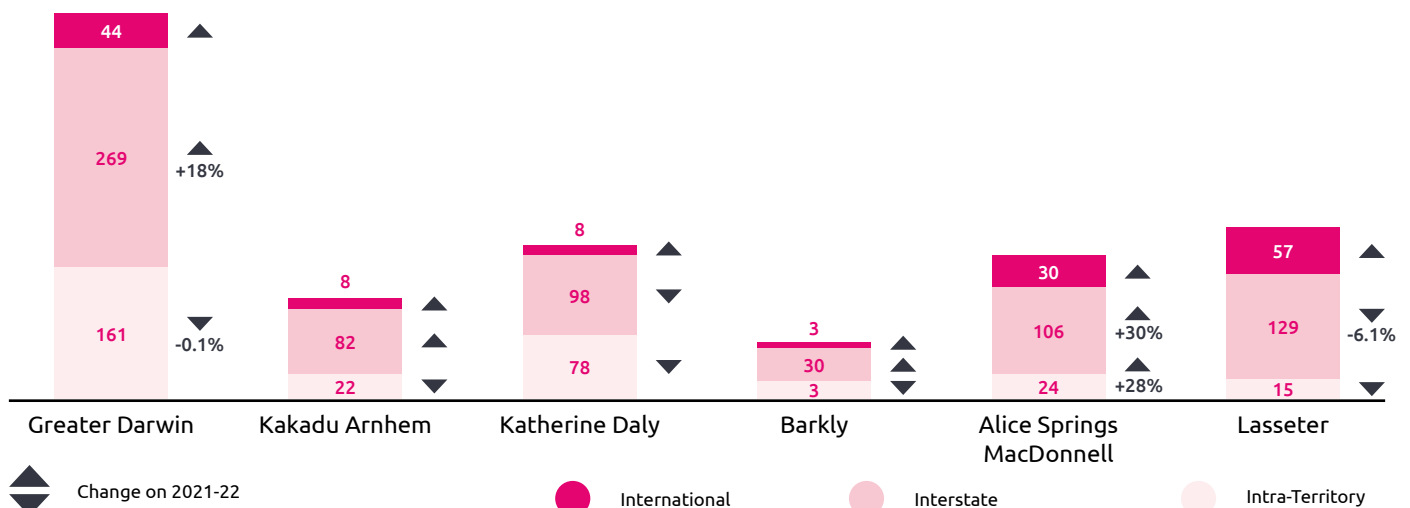 44
269
+18%
161
-0.1%
8
82
22
8
98
78
3
30
3
30
106
+30%
24
+28%
57
129
-6.1%
15
Greater Darwin
Kakadu Arnhem
Katherine Daly
Barkly
Alice Springs
MacDonnell
Lasseter
Change on 2021-22
International
Interstate
Intra-Territory